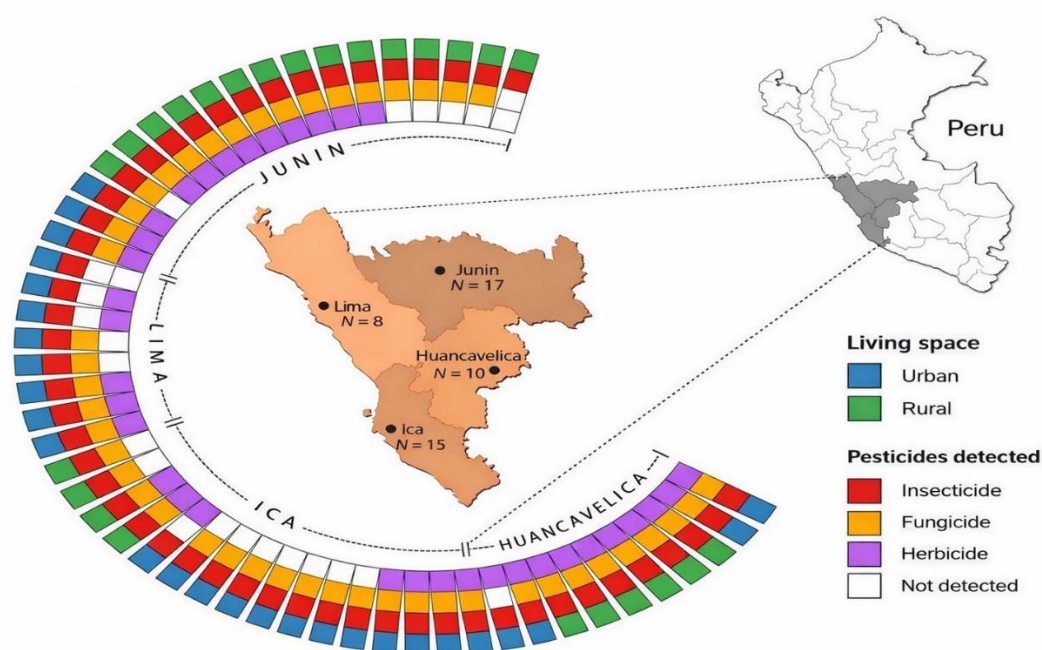 JUNIN
Peru
Junin
N = 17
Lima
N = 8
LIMA
Huancavelica
N = 10
Ica
N = 15
ICA
HUANCAVELICA
Living space
Urban
Rural
Pesticides detected
Insecticide
Fungicide
Herbicide
Not detected